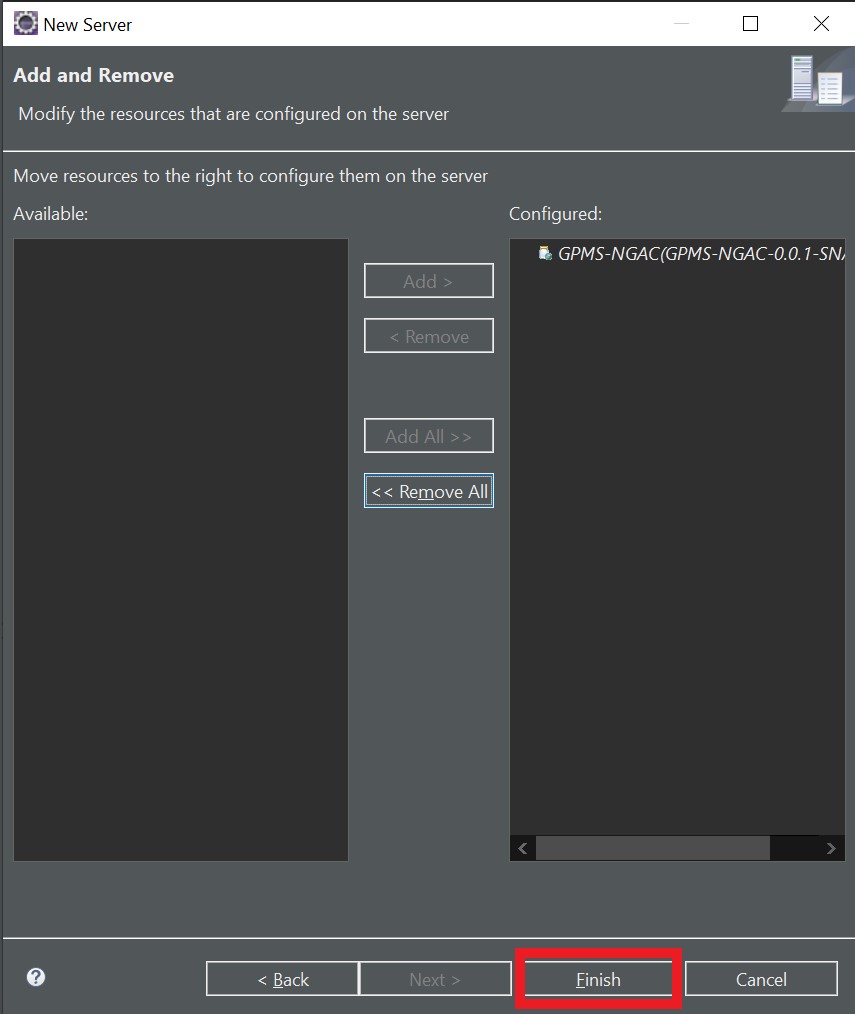 New Server
Add and Remove
Modify the resources that are configured on the server
Move resources to the right to configure them on the server
Available:
Configured:
GPMS-NGAC(GPMS-NGAC-0.0.1-SNA
Add >
< Remove
Add All >>
<< Remove All
< Back
Next >
Finish
Cancel